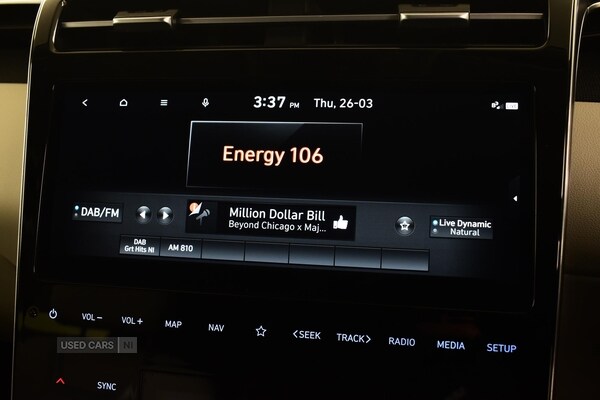 3:37 PM Thu, 26-03
Energy 106
DAB/FM
Million Dollar Bill
Beyond Chicago x Maj...
Live Dynamic
Natural
DAB
Grt Hits NI
AM 810
VOL− VOL+ MAP NAV <SEEK TRACK> RADIO MEDIA SETUP
USED CARS NI
SYNC